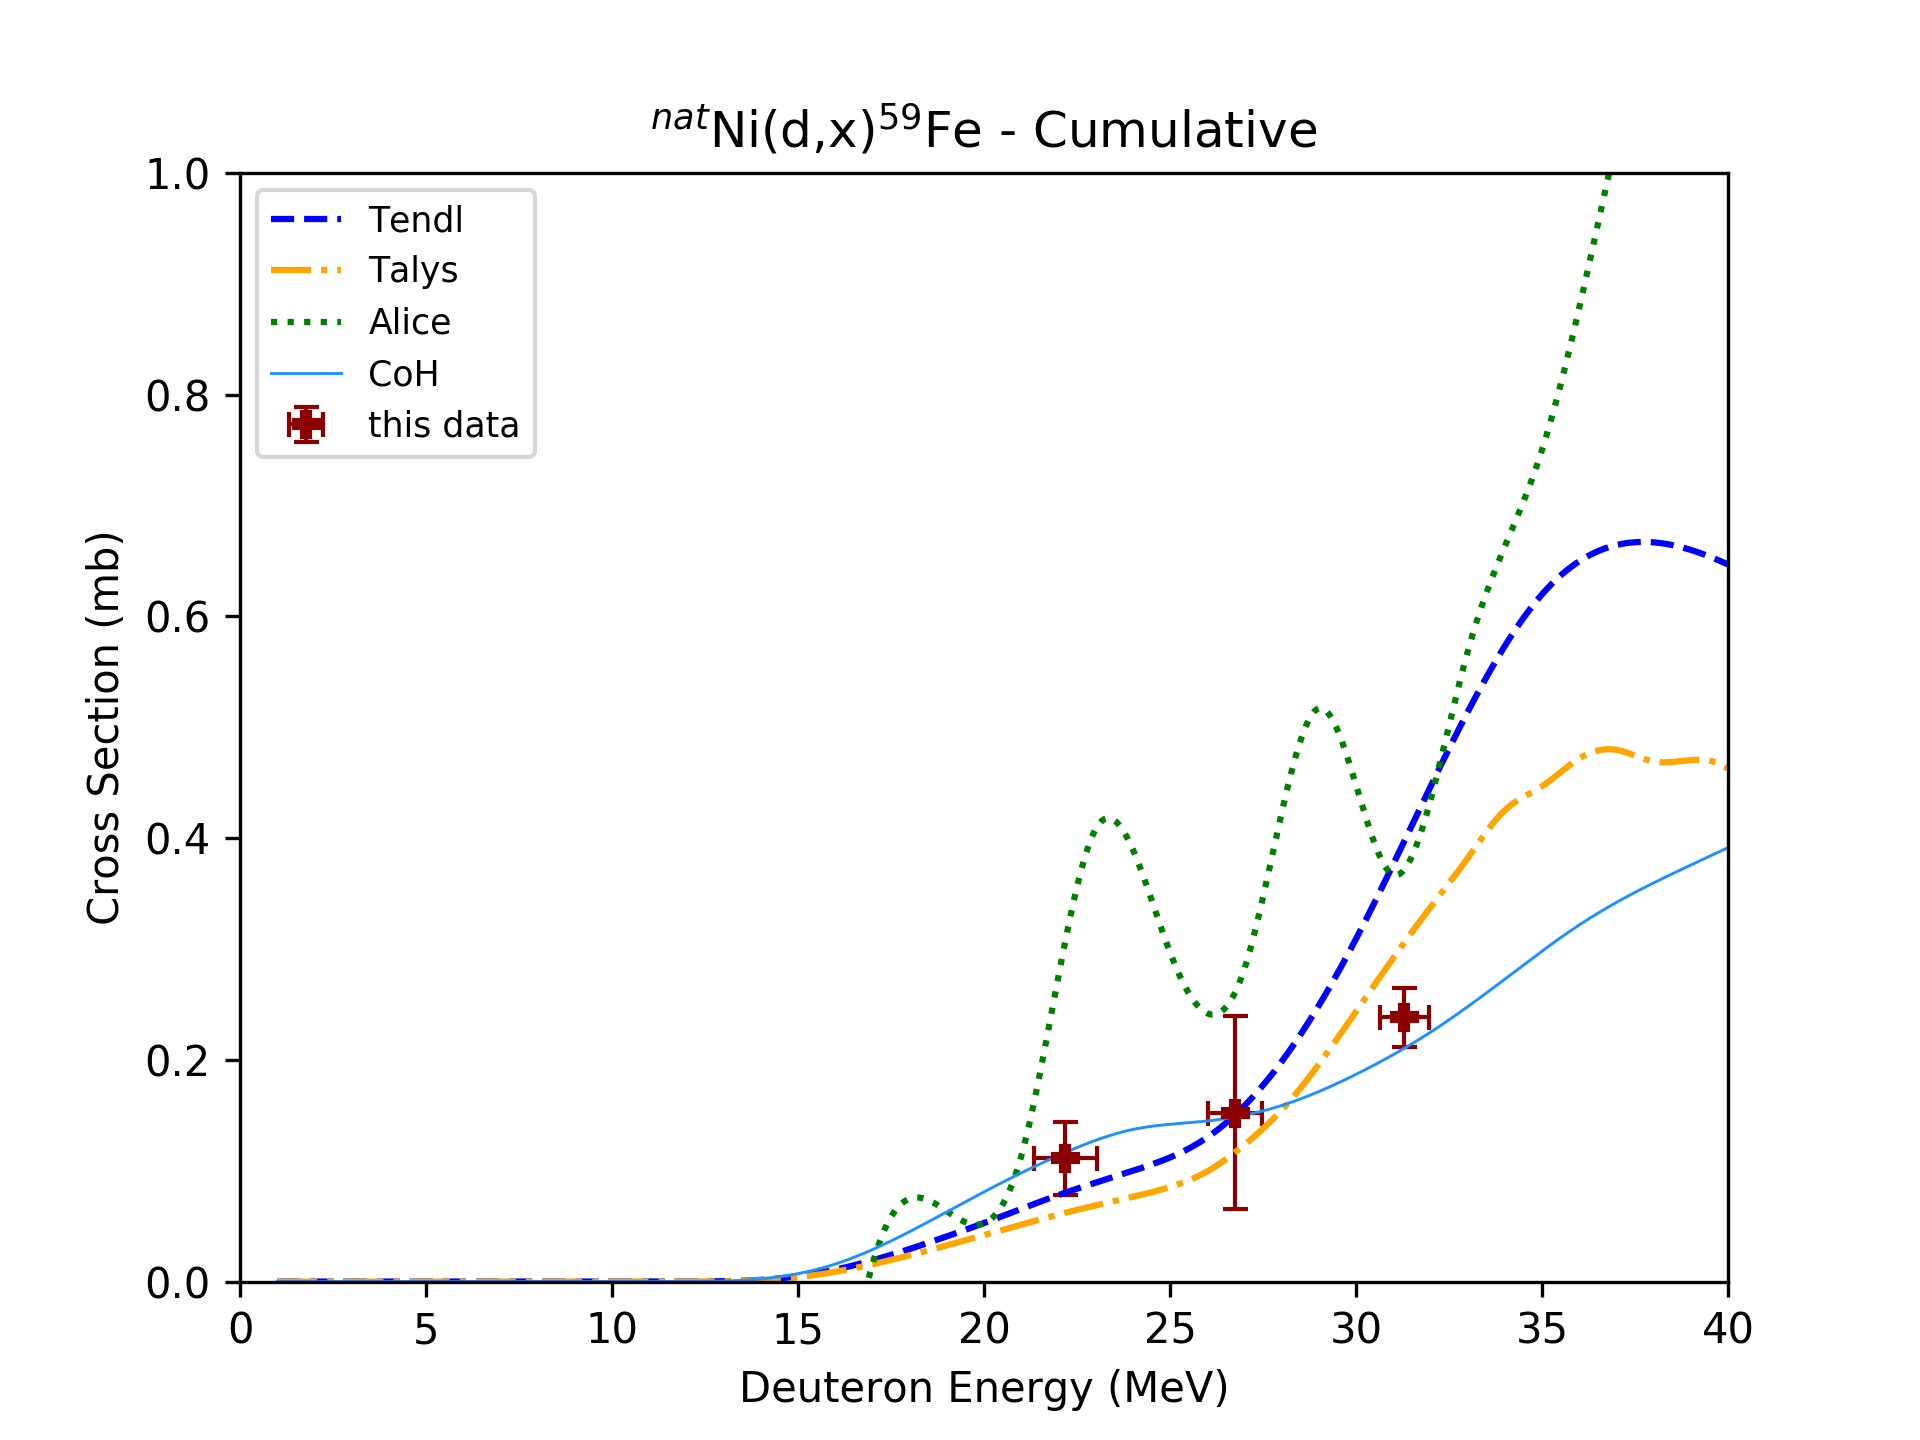 natNi(d,x)59Fe - Cumulative
1.0
0.8
0.6
0.4
0.2
0.0
Cross Section (mb)
Tendl
Talys
Alice
CoH
this data
0 5 10 15 20 25 30 35 40
Deuteron Energy (MeV)